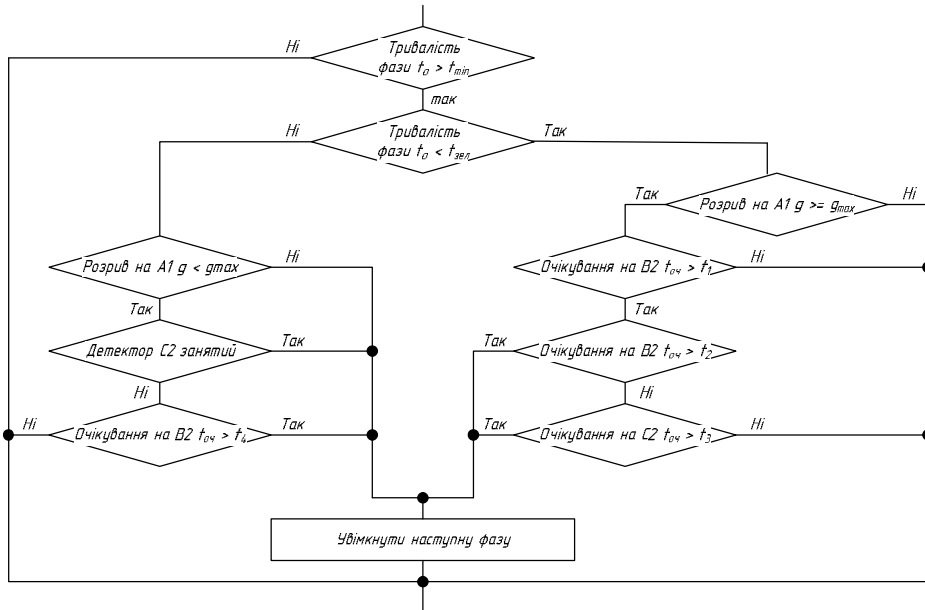 Ні
Тривалість
фази tо > tmin
так
Ні
Тривалість
фази tо < tзел
Так
Так
Розрив на А1 g >= gmax
Ні
Розрив на А1 g < gmax
Ні
Очікування на В2 tоч > t1
Ні
Так
Так
Детектор С2 занятий
Так
Так
Очікування на В2 tоч > t2
Ні
Ні
Ні
Очікування на В2 tоч > t4
Так
Так
Очікування на С2 tоч > t3
Ні
Увімкнути наступну фазу